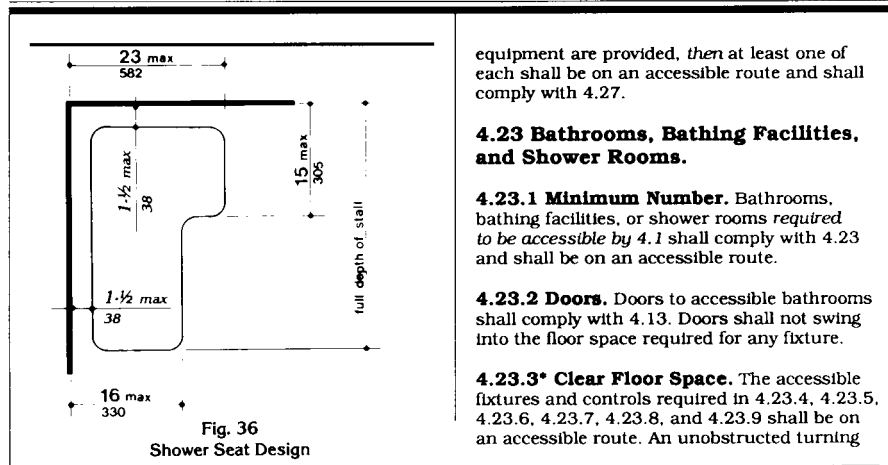 23 max
582
1-½ max
38
15 max
305
full depth of stall
1-½ max
38
16 max
330
Fig. 36
Shower Seat Design
equipment are provided, then at least one of
each shall be on an accessible route and shall
comply with 4.27.
4.23 Bathrooms, Bathing Facilities,
and Shower Rooms.
4.23.1 Minimum Number. Bathrooms,
bathing facilities, or shower rooms required
to be accessible by 4.1 shall comply with 4.23
and shall be on an accessible route.
4.23.2 Doors. Doors to accessible bathrooms
shall comply with 4.13. Doors shall not swing
into the floor space required for any fixture.
4.23.3* Clear Floor Space. The accessible
fixtures and controls required in 4.23.4, 4.23.5,
4.23.6, 4.23.7, 4.23.8, and 4.23.9 shall be on
an accessible route. An unobstructed turning